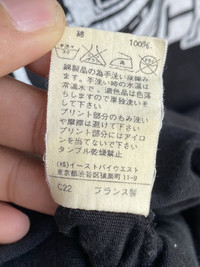 綿 100%
綿製品の為手洗い後陰み
ます。手洗い時の水温は
常温水で、濃色品は色落
ちしますので単独洗いを
して下さい
プリント部分のもみ洗い
や摩擦は避けて下さい
プリント部分にはアイロ
ンを当てないで下さい
タンブル乾燥禁止
(株)イーストバイウエスト
東京都渋谷区猿楽町11-9
C22 フランス製